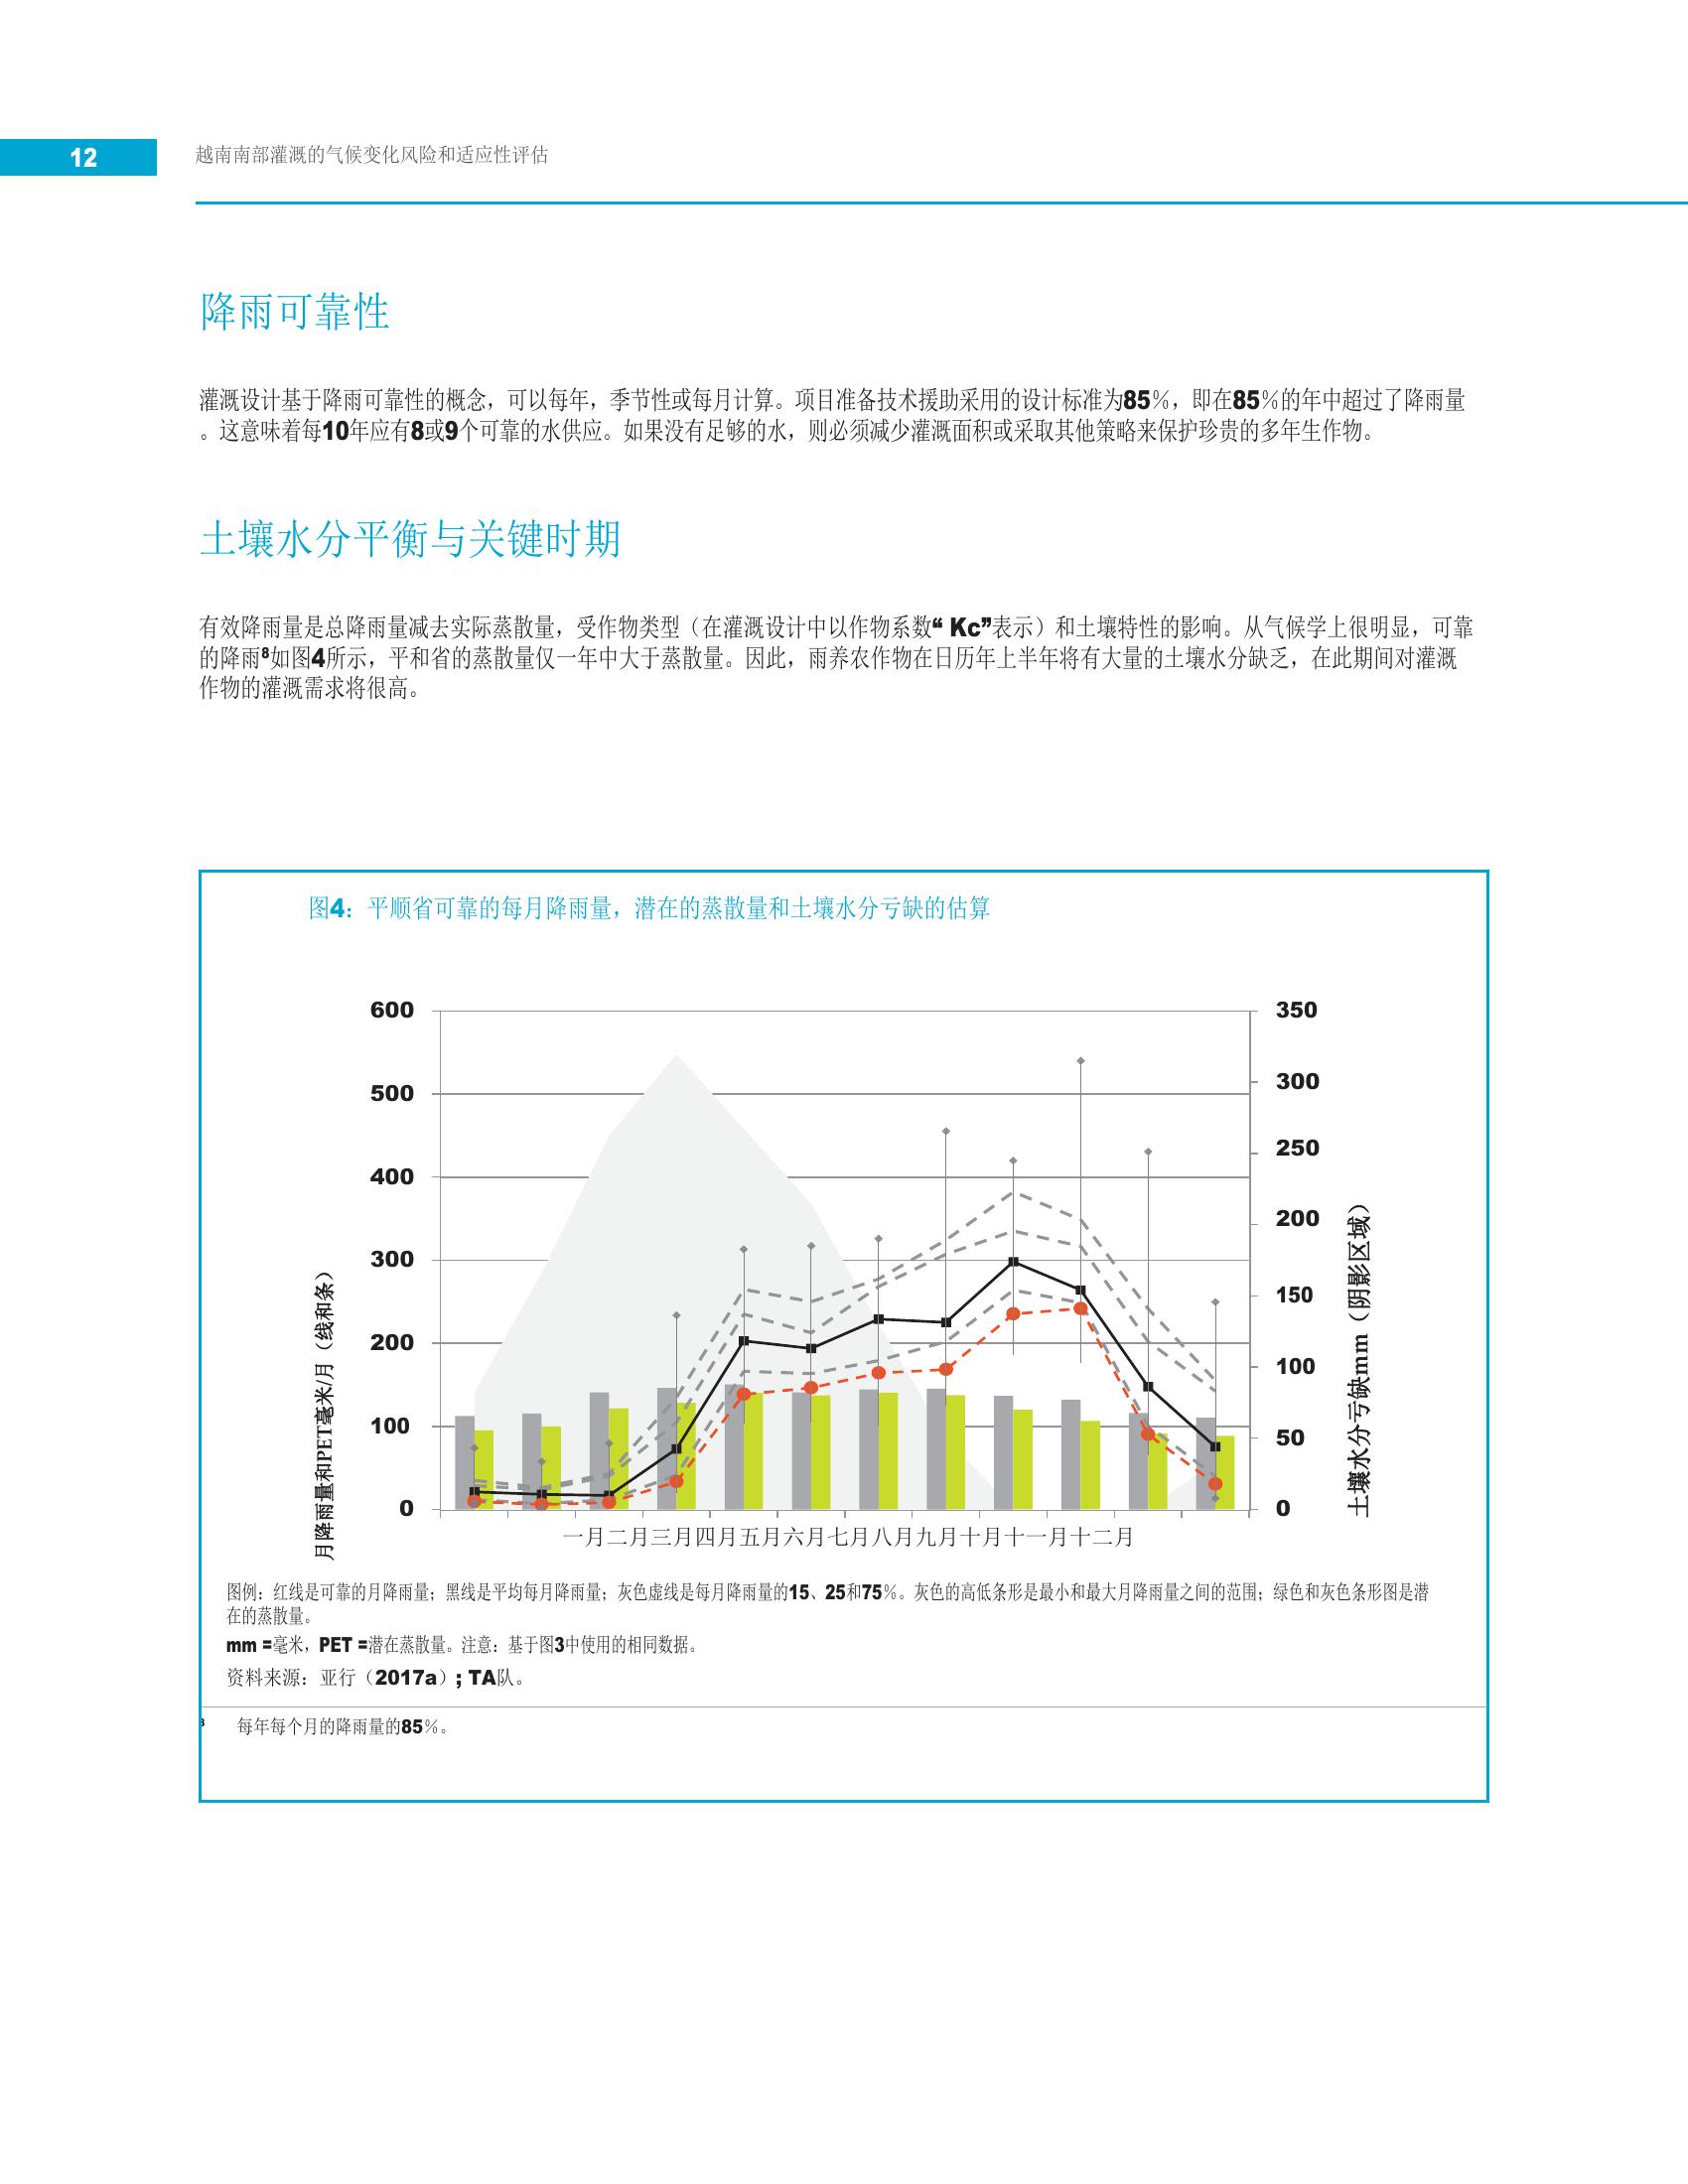 12
越南南部灌溉的气候变化风险和适应性评估
降雨可靠性
灌溉设计基于降雨可靠性的概念，可以每年，季节性或每月计算。项目准备技术援助采用的设计标准为85％，即在85％的年中超过了降雨量
。这意味着每10年应有8或9个可靠的水供应。如果没有足够的水，则必须减少灌溉面积或采取其他策略来保护珍贵的多年生作物。
土壤水分平衡与关键时期
有效降雨量是总降雨量减去实际蒸散量，受作物类型（在灌溉设计中以作物系数“ Kc”表示）和土壤特性的影响。从气候学上很明显，可靠
的降雨8如图4所示，平和省的蒸散量仅一年中大于蒸散量。因此，雨养农作物在日历年上半年将有大量的土壤水分缺乏，在此期间对灌溉
作物的灌溉需求将很高。
图4：平顺省可靠的每月降雨量，潜在的蒸散量和土壤水分亏缺的估算
月降雨量和PET毫米/月（线和条）
600
500
400
300
200
100
0
350
300
250
200
150
100
50
0
土壤水分亏缺mm（阴影区域）
一月二月三月四月五月六月七月八月九月十月十一月十二月
图例：红线是可靠的月降雨量；黑线是平均每月降雨量；灰色虚线是每月降雨量的15、25和75％。灰色的高低条形是最小和最大月降雨量之间的范围；绿色和灰色条形图是潜
在的蒸散量。
mm =毫米，PET =潜在蒸散量。注意：基于图3中使用的相同数据。
资料来源：亚行（2017a）; TA队。
8 每年每个月的降雨量的85％。